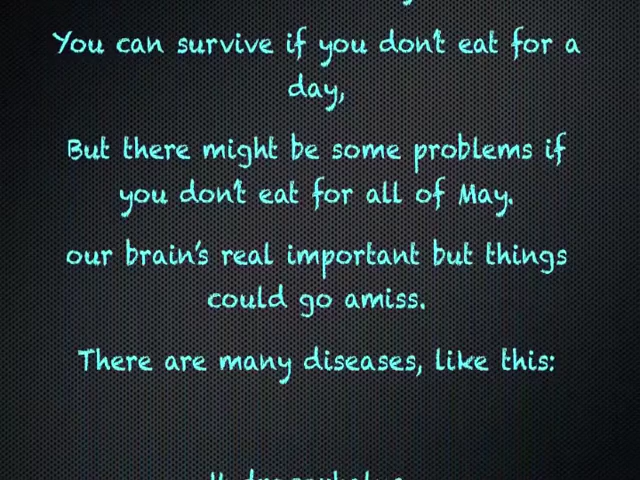 You can survive if you don't eat for a
day,
But there might be some problems if
you don't eat for all of May.
our brain's real important but things
could go amiss.
There are many diseases, like this: